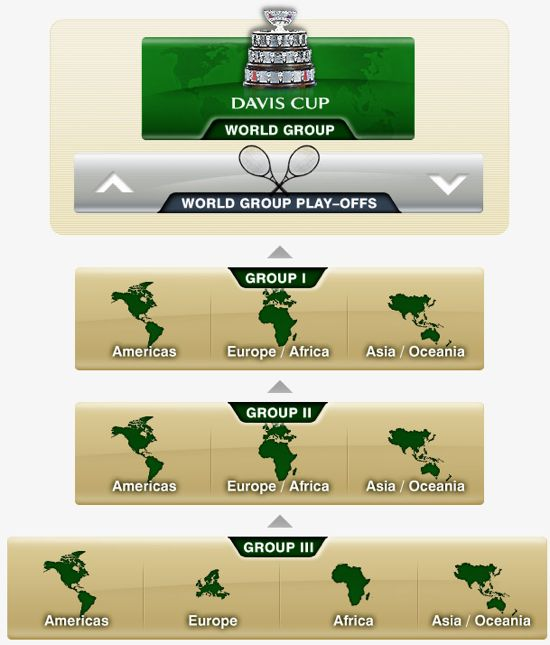 DAVIS CUP
WORLD GROUP
WORLD GROUP PLAY–OFFS
GROUP I
Americas
Europe / Africa
Asia / Oceania
GROUP II
Americas
Europe / Africa
Asia / Oceania
GROUP III
Americas
Europe
Africa
Asia / Oceania